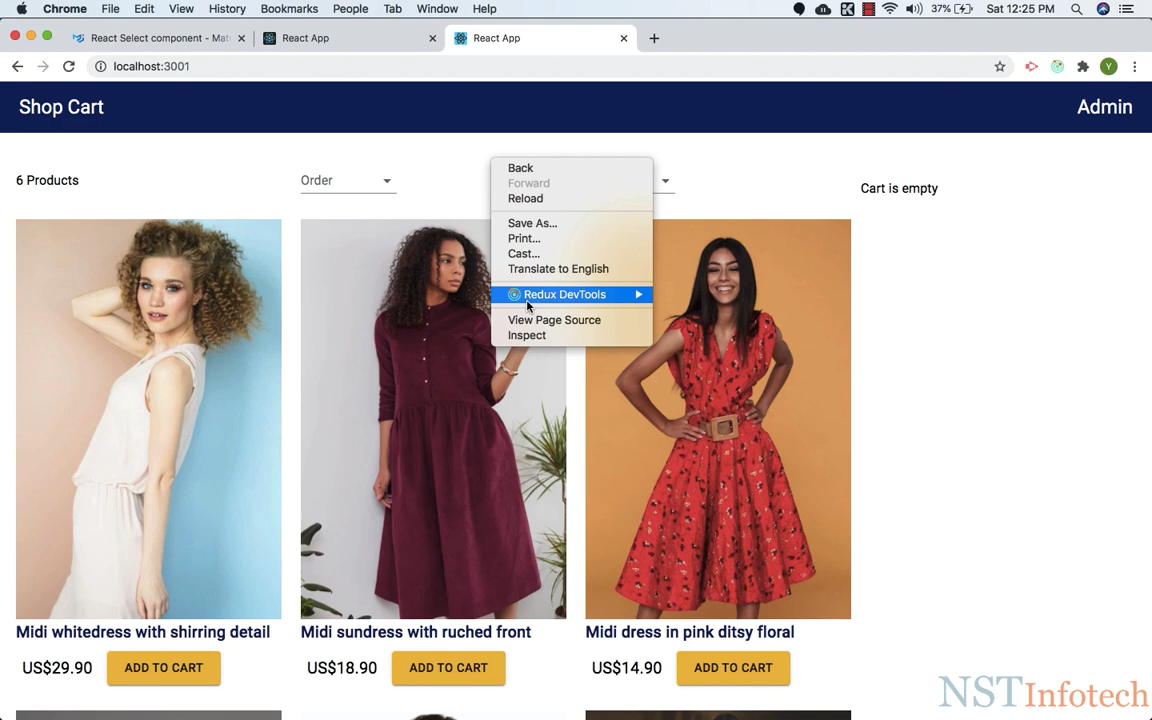 Chrome File Edit View History Bookmarks People Tab Window Help 37% Sat 12:25 PM
React Select component - Mat React App React App
localhost:3001 Y
Shop Cart Admin
6 Products Order Cart is empty
Back
Forward
Reload
Save As...
Print...
Cast...
Translate to English
Redux DevTools
View Page Source
Inspect
Midi whitedress with shirring detail Midi sundress with ruched front Midi dress in pink ditsy floral
US$29.90 ADD TO CART US$18.90 ADD TO CART US$14.90 ADD TO CART
NSTInfotech